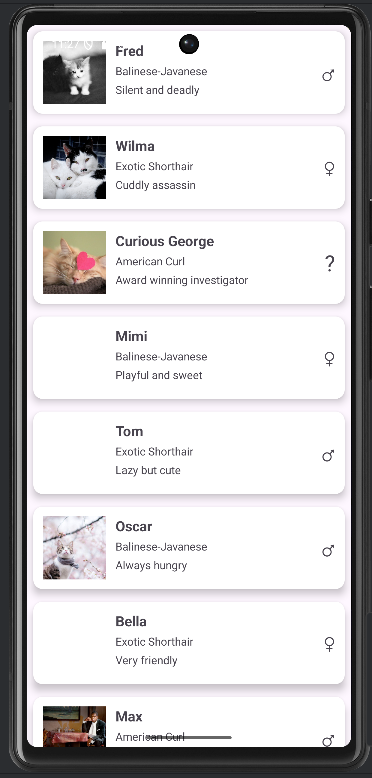 11:27
Fred
Balinese-Javanese
Silent and deadly
Wilma
Exotic Shorthair
Cuddly assassin
Curious George
American Curl
Award winning investigator
?
Mimi
Balinese-Javanese
Playful and sweet
Tom
Exotic Shorthair
Lazy but cute
Oscar
Balinese-Javanese
Always hungry
Bella
Exotic Shorthair
Very friendly
Max
American Curl